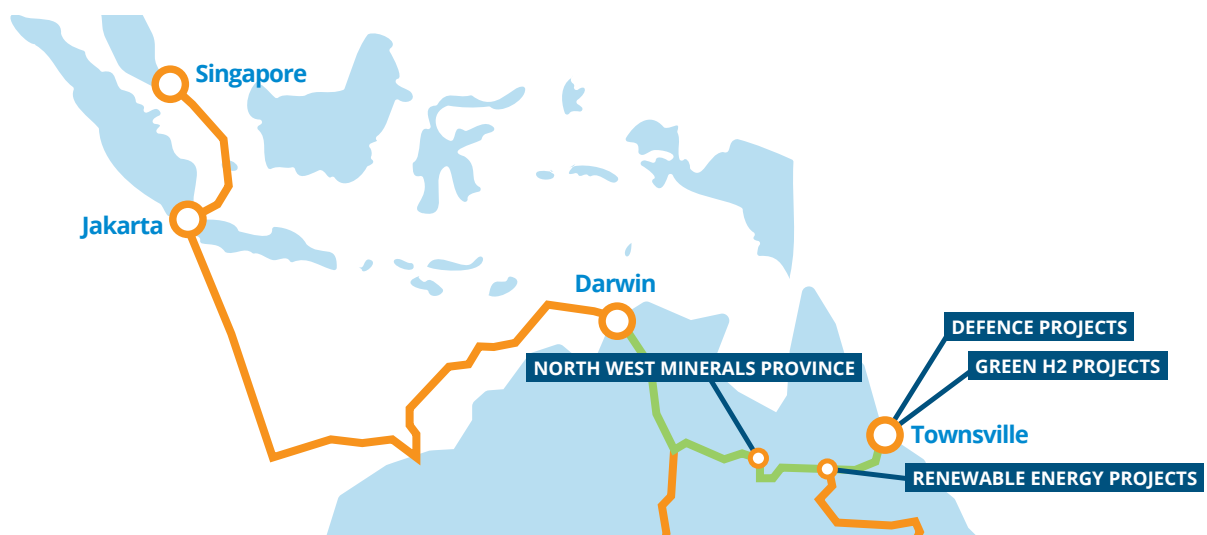 Singapore
Jakarta
Darwin
DEFENCE PROJECTS
NORTH WEST MINERALS PROVINCE
GREEN H2 PROJECTS
Townsville
RENEWABLE ENERGY PROJECTS